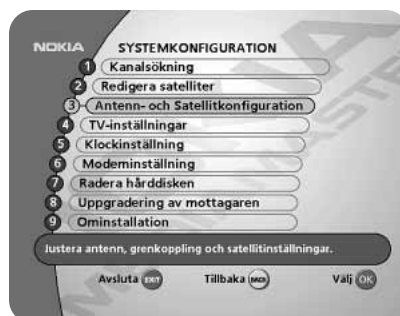 NOKIA SYSTEMKONFIGURATION
1 Kanalsökning
2 Redigera satelliter
3 Antenn- och Satellitkonfiguration
4 TV-inställningar
5 Klockinställning
6 Modeminställning
7 Radera hårddisken
8 Uppgradering av mottagaren
9 Ominstallation
Justera antenn, grenkoppling och satellitinställningar.
Avsluta EXIT Tillbaka BACK Välj OK